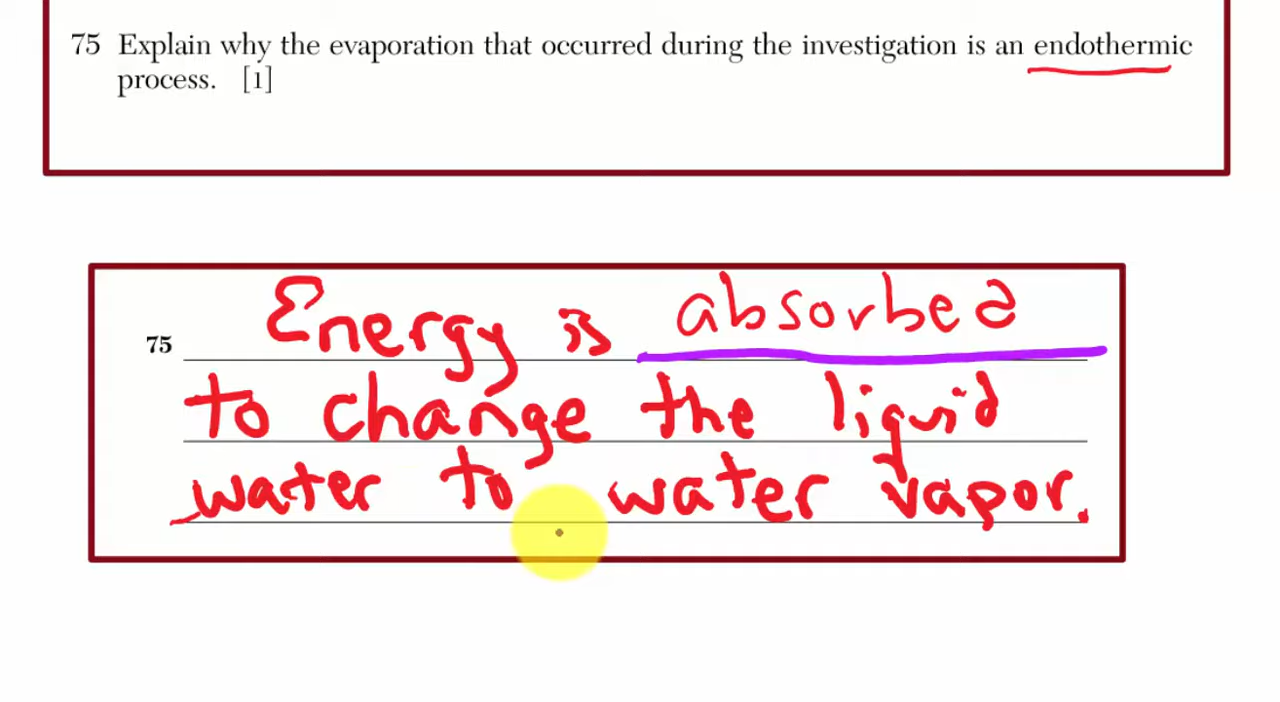 75 Explain why the evaporation that occurred during the investigation is an endothermic
process. [1]
75 Energy is absorbed
to change the liquid
water to water vapor.